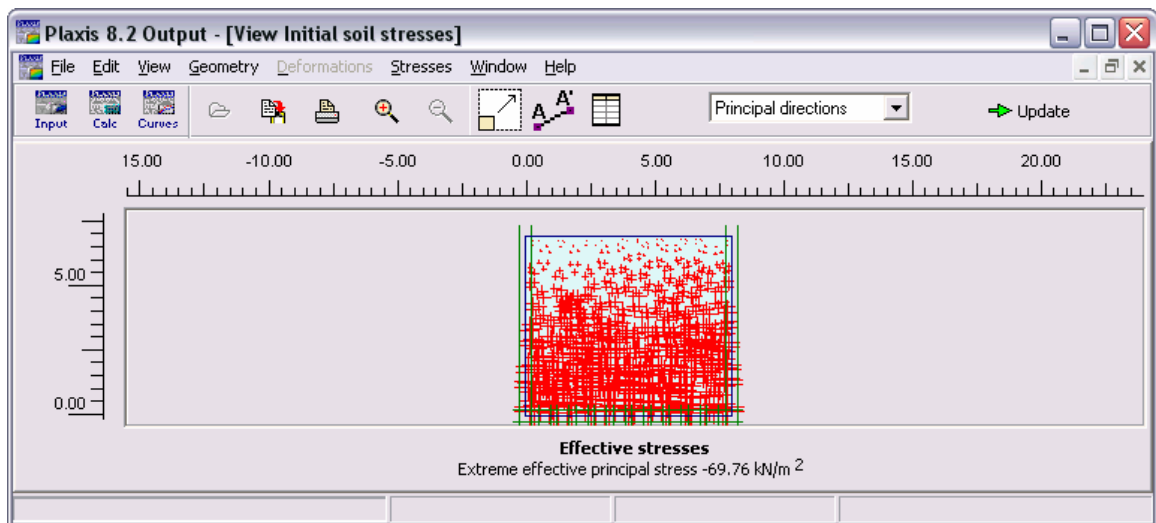 Plaxis 8.2 Output - [View Initial soil stresses]
File Edit View Geometry Deformations Stresses Window Help
Input Calc Curves A A' Principal directions Update
15.00 -10.00 -5.00 0.00 5.00 10.00 15.00 20.00
5.00
0.00
Effective stresses
Extreme effective principal stress -69.76 kN/m 2